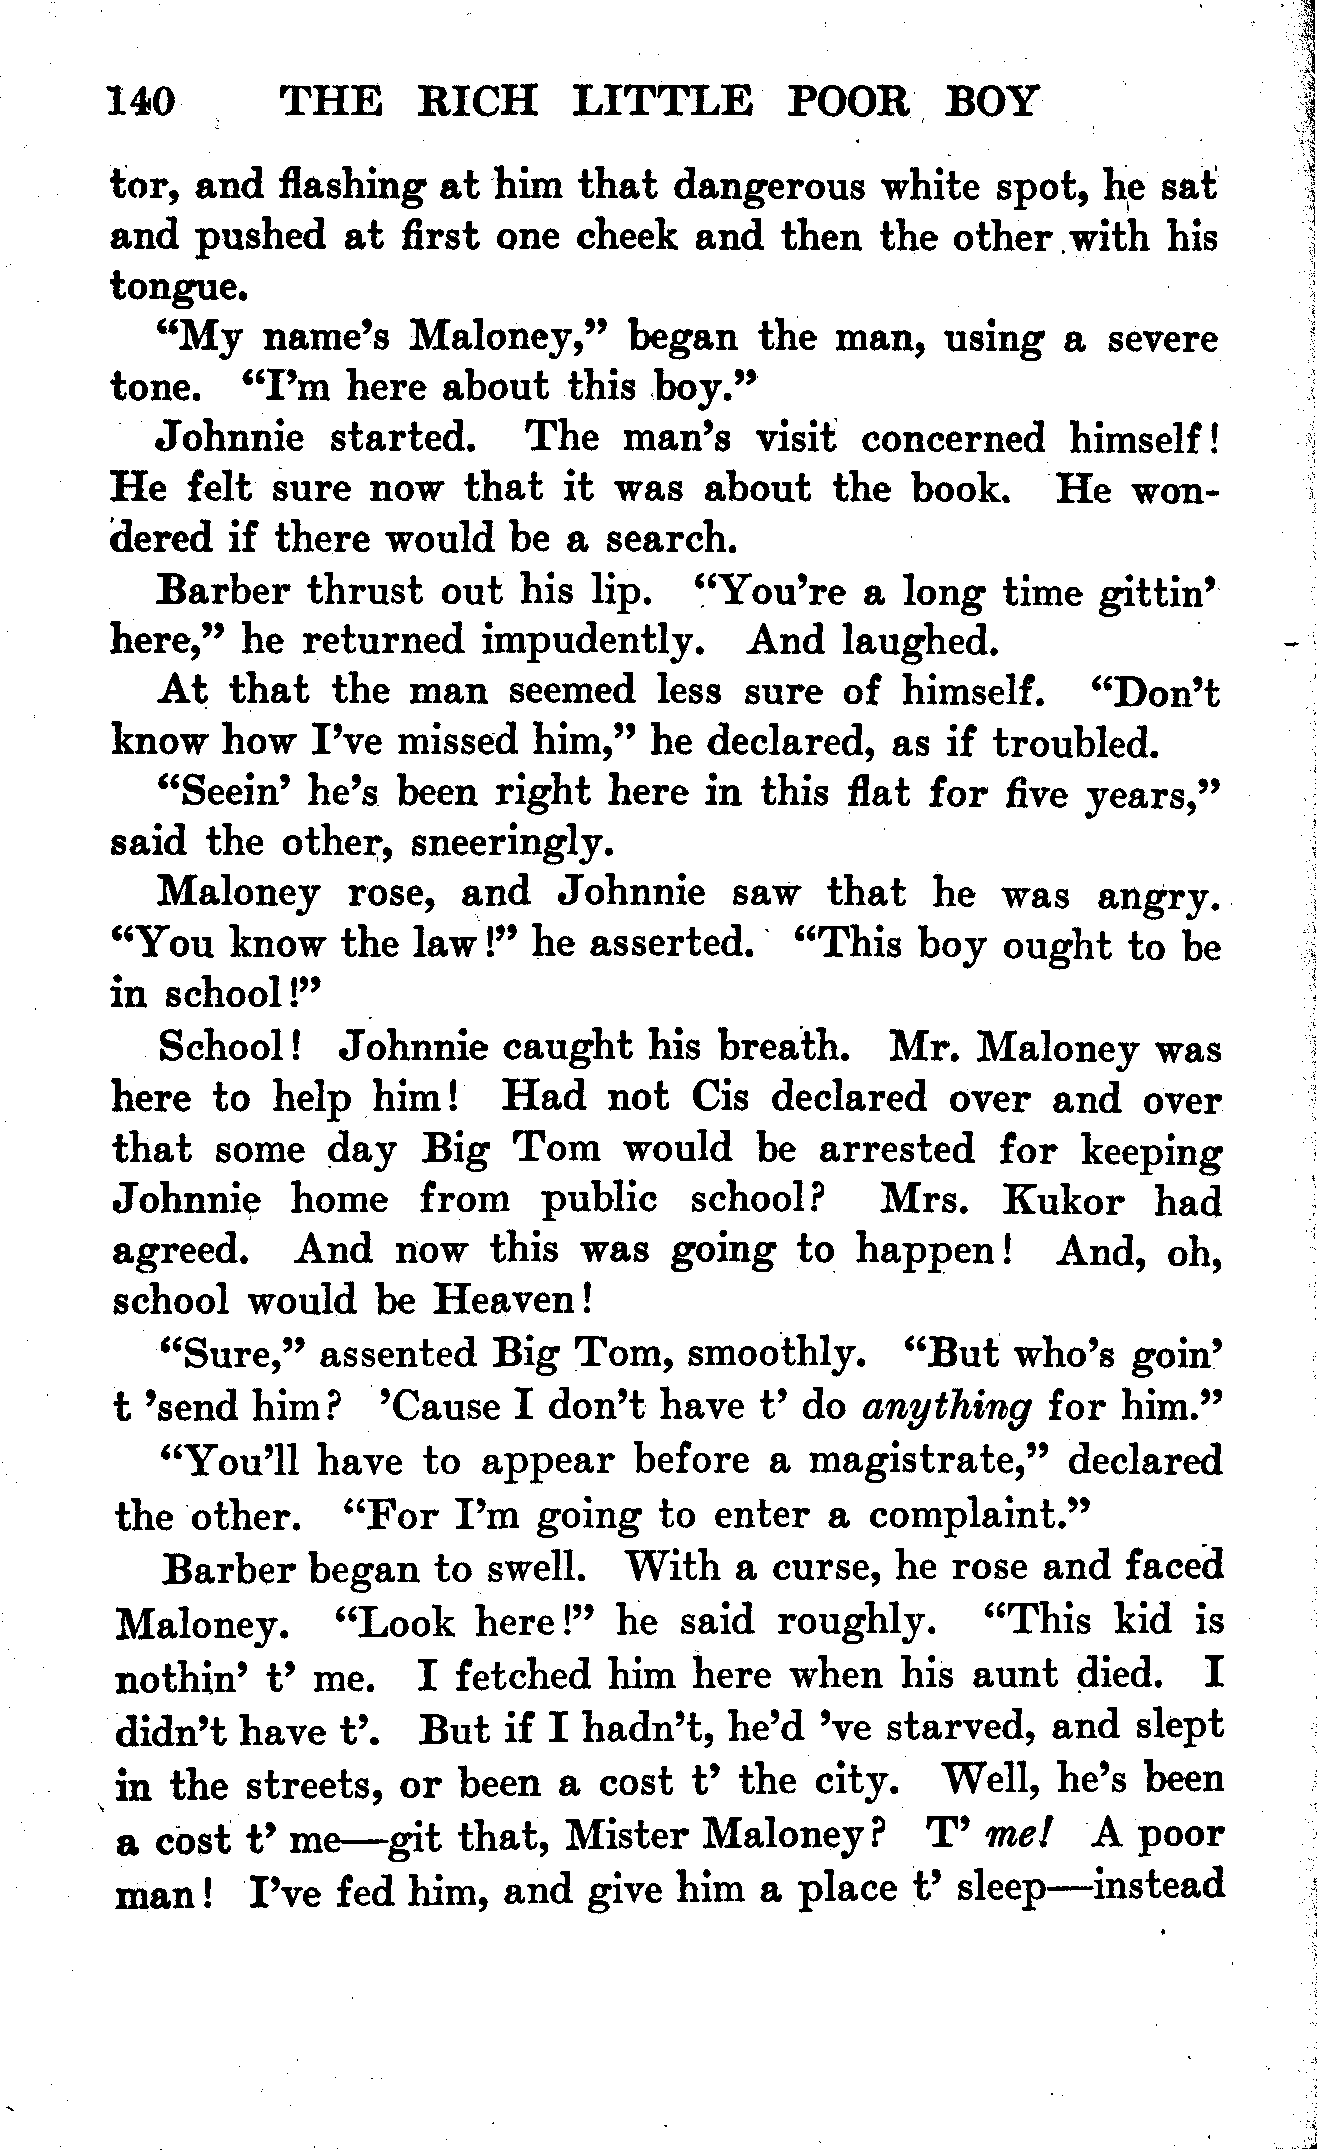 140 THE RICH LITTLE POOR BOY
tor, and flashing at him that dangerous white spot, he sat
and pushed at first one cheek and then the other with his
tongue.
“My name’s Maloney,” began the man, using a severe
tone. “I’m here about this boy.”
Johnnie started. The man’s visit concerned himself!
He felt sure now that it was about the book. He won-
dered if there would be a search.
Barber thrust out his lip. “You’re a long time gittin’
here,” he returned impudently. And laughed.
At that the man seemed less sure of himself. “Don’t
know how I’ve missed him,” he declared, as if troubled.
“Seein’ he’s been right here in this flat for five years,”
said the other, sneeringly.
Maloney rose, and Johnnie saw that he was angry.
“You know the law!” he asserted. “This boy ought to be
in school!”
School! Johnnie caught his breath. Mr. Maloney was
here to help him! Had not Cis declared over and over
that some day Big Tom would be arrested for keeping
Johnnie home from public school? Mrs. Kukor had
agreed. And now this was going to happen! And, oh,
school would be Heaven!
“Sure,” assented Big Tom, smoothly. “But who’s goin’
t ’send him? ’Cause I don’t have t’ do anything for him.”
“You’ll have to appear before a magistrate,” declared
the other. “For I’m going to enter a complaint.”
Barber began to swell. With a curse, he rose and faced
Maloney. “Look here!” he said roughly. “This kid is
nothin’ t’ me. I fetched him here when his aunt died. I
didn’t have t’. But if I hadn’t, he’d ’ve starved, and slept
in the streets, or been a cost t’ the city. Well, he’s been
a cost t’ me—git that, Mister Maloney? T’ me! A poor
man! I’ve fed him, and give him a place t’ sleep—instead